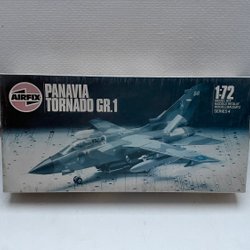 AIRFIX
PANAVIA
TORNADO GR.1
1:72
SERIES 4